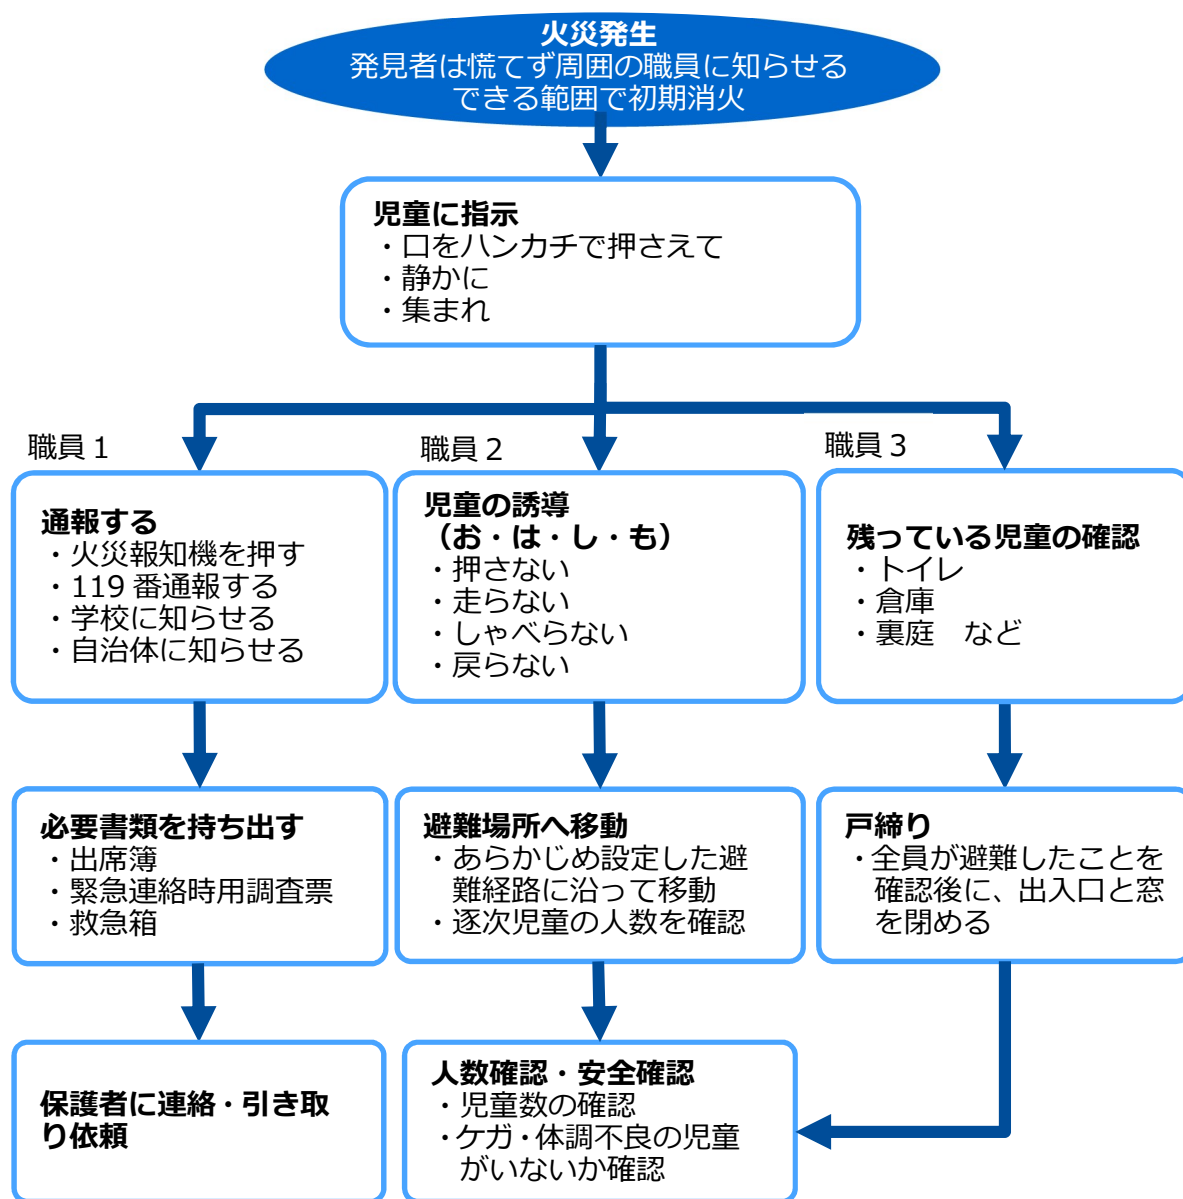 火災発生
発見者は慌てず周囲の職員に知らせる
できる範囲で初期消火
児童に指示
・口をハンカチで押さえて
・静かに
・集まれ
職員1
通報する
・火災報知機を押す
・119番通報する
・学校に知らせる
・自治体に知らせる
職員2
児童の誘導
（お・は・し・も）
・押さない
・走らない
・しゃべらない
・戻らない
職員3
残っている児童の確認
・トイレ
・倉庫
・裏庭　など
必要書類を持ち出す
・出席簿
・緊急連絡時用調査票
・救急箱
避難場所へ移動
・あらかじめ設定した避
難経路に沿って移動
・逐次児童の人数を確認
戸締り
・全員が避難したことを
確認後に、出入口と窓
を閉める
保護者に連絡・引き取
り依頼
人数確認・安全確認
・児童数の確認
・ケガ・体調不良の児童
がいないか確認